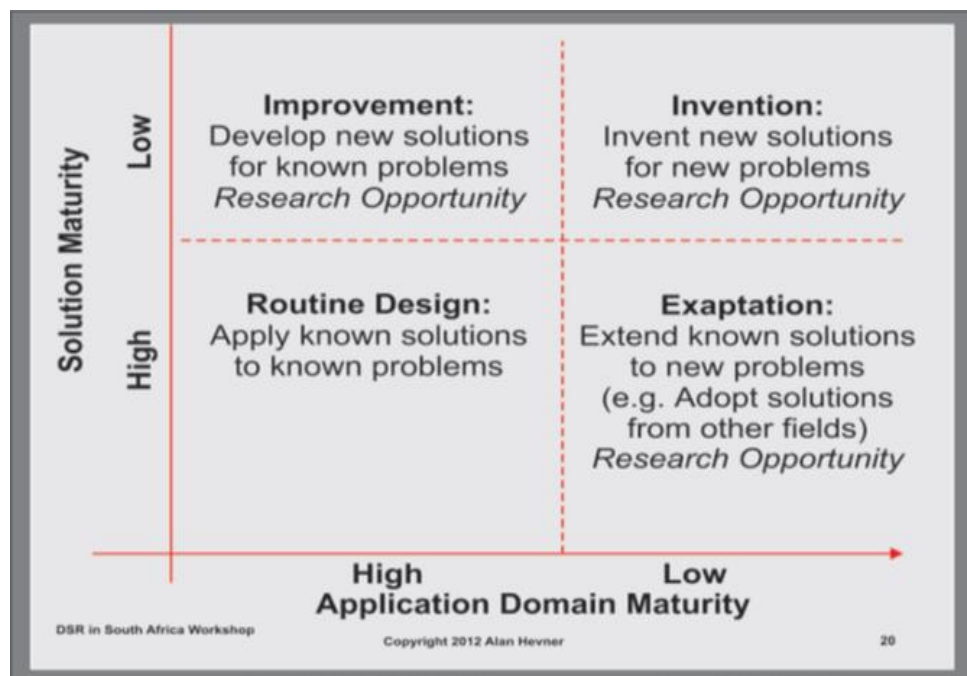 Solution Maturity
Low
High
Improvement:
Develop new solutions
for known problems
Research Opportunity
Invention:
Invent new solutions
for new problems
Research Opportunity
Routine Design:
Apply known solutions
to known problems
Exaptation:
Extend known solutions
to new problems
(e.g. Adopt solutions
from other fields)
Research Opportunity
High
Low
Application Domain Maturity
DSR in South Africa Workshop
Copyright 2012 Alan Hevner
20